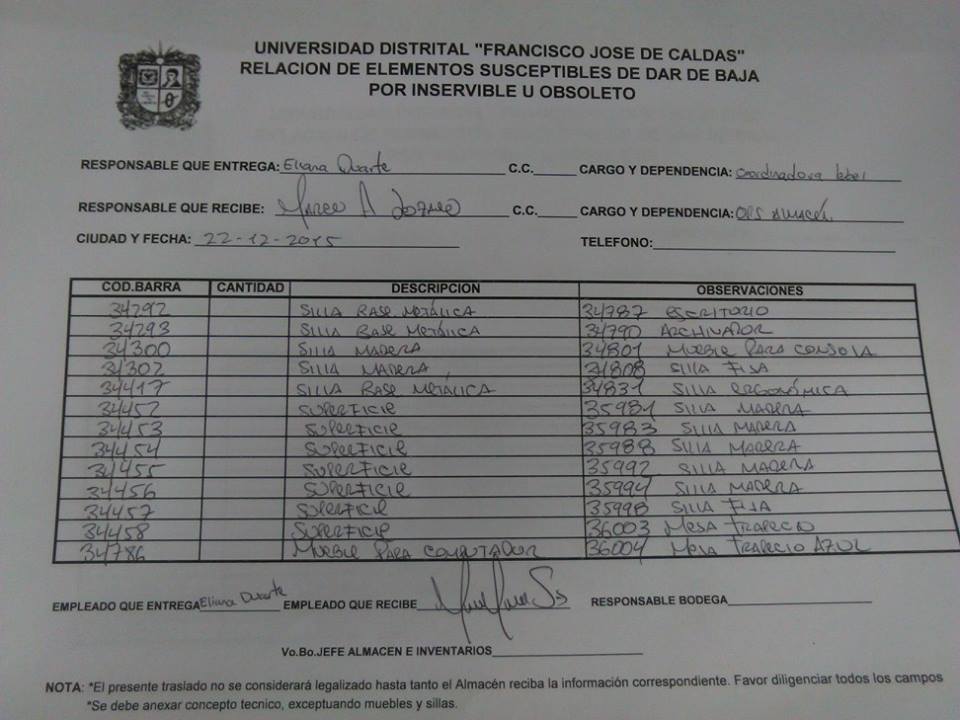 UNIVERSIDAD DISTRITAL "FRANCISCO JOSE DE CALDAS"
RELACION DE ELEMENTOS SUSCEPTIBLES DE DAR DE BAJA
POR INSERVIBLE U OBSOLETO
RESPONSABLE QUE ENTREGA: Eliana Duarte C.C.______ CARGO Y DEPENDENCIA: coordinadora
RESPONSABLE QUE RECIBE: Marco A Lozano C.C._____ CARGO Y DEPENDENCIA: OPS
CIUDAD Y FECHA: 22-12-2015 TELEFONO:
COD.BARRA CANTIDAD DESCRIPCION OBSERVACIONES
34292 SILLA BASE METÁLICA 34787 ESCRITORIO
34293 SILLA BASE METÁLICA 34790 ARCHIVADOR
34300 SILLA MADERA 34801 MUEBLE PARA CONSOLA
34302 SILLA MADERA 34808 SILLA FIJA
34417 SILLA BASE METALICA 34831 SILLA ERGONÓMICA
34452 SUPERFICIE 35981 SILLA MADERA
34453 SUPERFICIE 35983 SILLA MADERA
34454 SUPERFICIE 35988 SILLA MADERA
34455 SUPERFICIE 35992 SILLA MADERA
34456 SUPERFICIE 35994 SILLA MADERA
34457 SUPERFICIE 35998 SILLA FIJA
34458 SUPERFICIE 36003 MESA TRAPECIO
34786 MUEBLE PARA COMPUTADOR 36004 MESA TRAPECIO AZUL
EMPLEADO QUE ENTREGA Eliana Duarte EMPLEADO QUE RECIBE RESPONSABLE BODEGA
Vo.Bo.JEFE ALMACEN E INVENTARIOS
NOTA: *El presente traslado no se considerará legalizado hasta tanto el Almacén reciba la información correspondiente. Favor diligenciar todos los campos
*Se debe anexar concepto tecnico, exceptuando muebles y sillas.